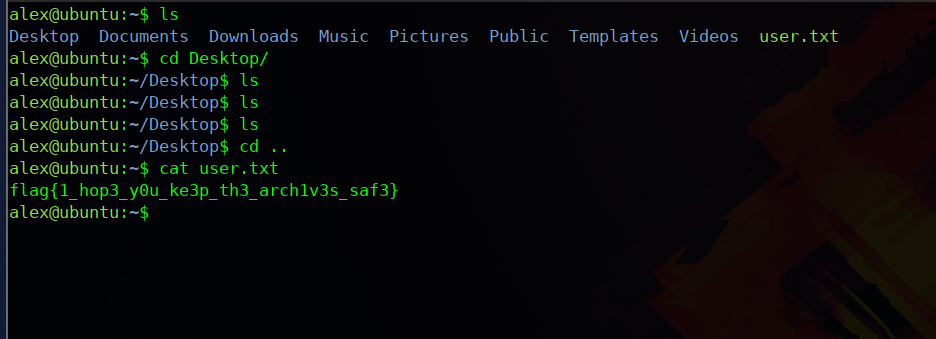 alex@ubuntu:~$ ls
Desktop  Documents  Downloads  Music  Pictures  Public  Templates  Videos  user.txt
alex@ubuntu:~$ cd Desktop/
alex@ubuntu:~/Desktop$ ls
alex@ubuntu:~/Desktop$ ls
alex@ubuntu:~/Desktop$ ls
alex@ubuntu:~/Desktop$ cd ..
alex@ubuntu:~$ cat user.txt
flag{1_hop3_y0u_ke3p_th3_arch1v3s_saf3}
alex@ubuntu:~$